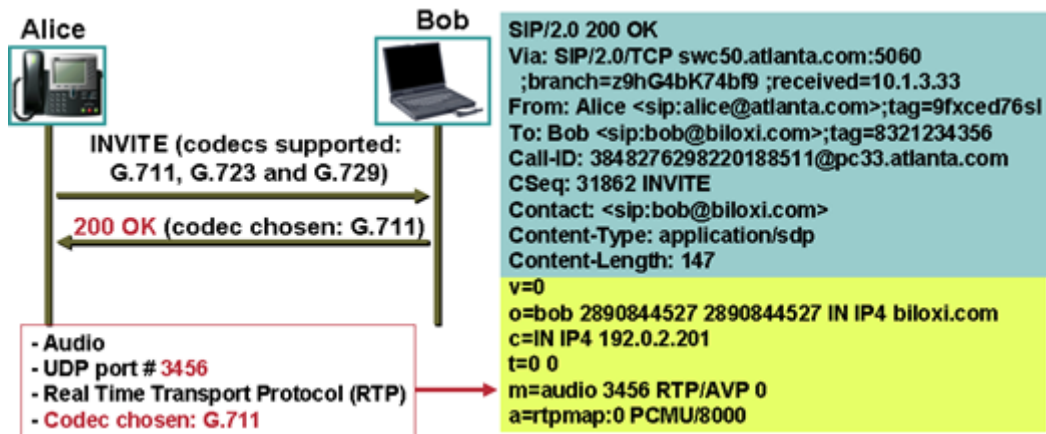 Alice
Bob
INVITE (codecs supported:
G.711, G.723 and G.729)
200 OK (codec chosen: G.711)
- Audio
- UDP port # 3456
- Real Time Transport Protocol (RTP)
- Codec chosen: G.711
SIP/2.0 200 OK
Via: SIP/2.0/TCP swc50.atlanta.com:5060
;branch=z9hG4bK74bf9 ;received=10.1.3.33
From: Alice <sip:alice@atlanta.com>;tag=9fxced76sl
To: Bob <sip:bob@biloxi.com>;tag=8321234356
Call-ID: 3848276298220188511@pc33.atlanta.com
CSeq: 31862 INVITE
Contact: <sip:bob@biloxi.com>
Content-Type: application/sdp
Content-Length: 147
v=0
o=bob 2890844527 2890844527 IN IP4 biloxi.com
c=IN IP4 192.0.2.201
t=0 0
m=audio 3456 RTP/AVP 0
a=rtpmap:0 PCMU/8000